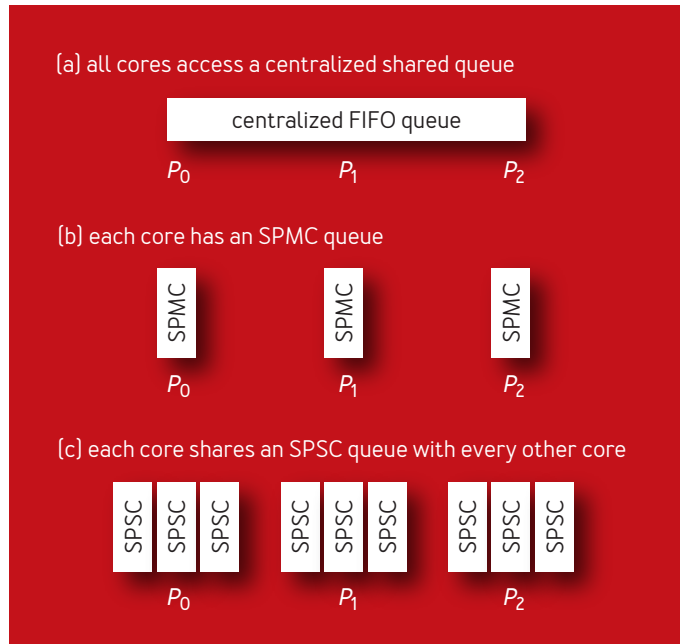 (a) all cores access a centralized shared queue
centralized FIFO queue
P0 P1 P2
(b) each core has an SPMC queue
SPMC SPMC SPMC
P0 P1 P2
(c) each core shares an SPSC queue with every other core
SPSC SPSC SPSC SPSC SPSC SPSC SPSC SPSC SPSC
P0 P1 P2